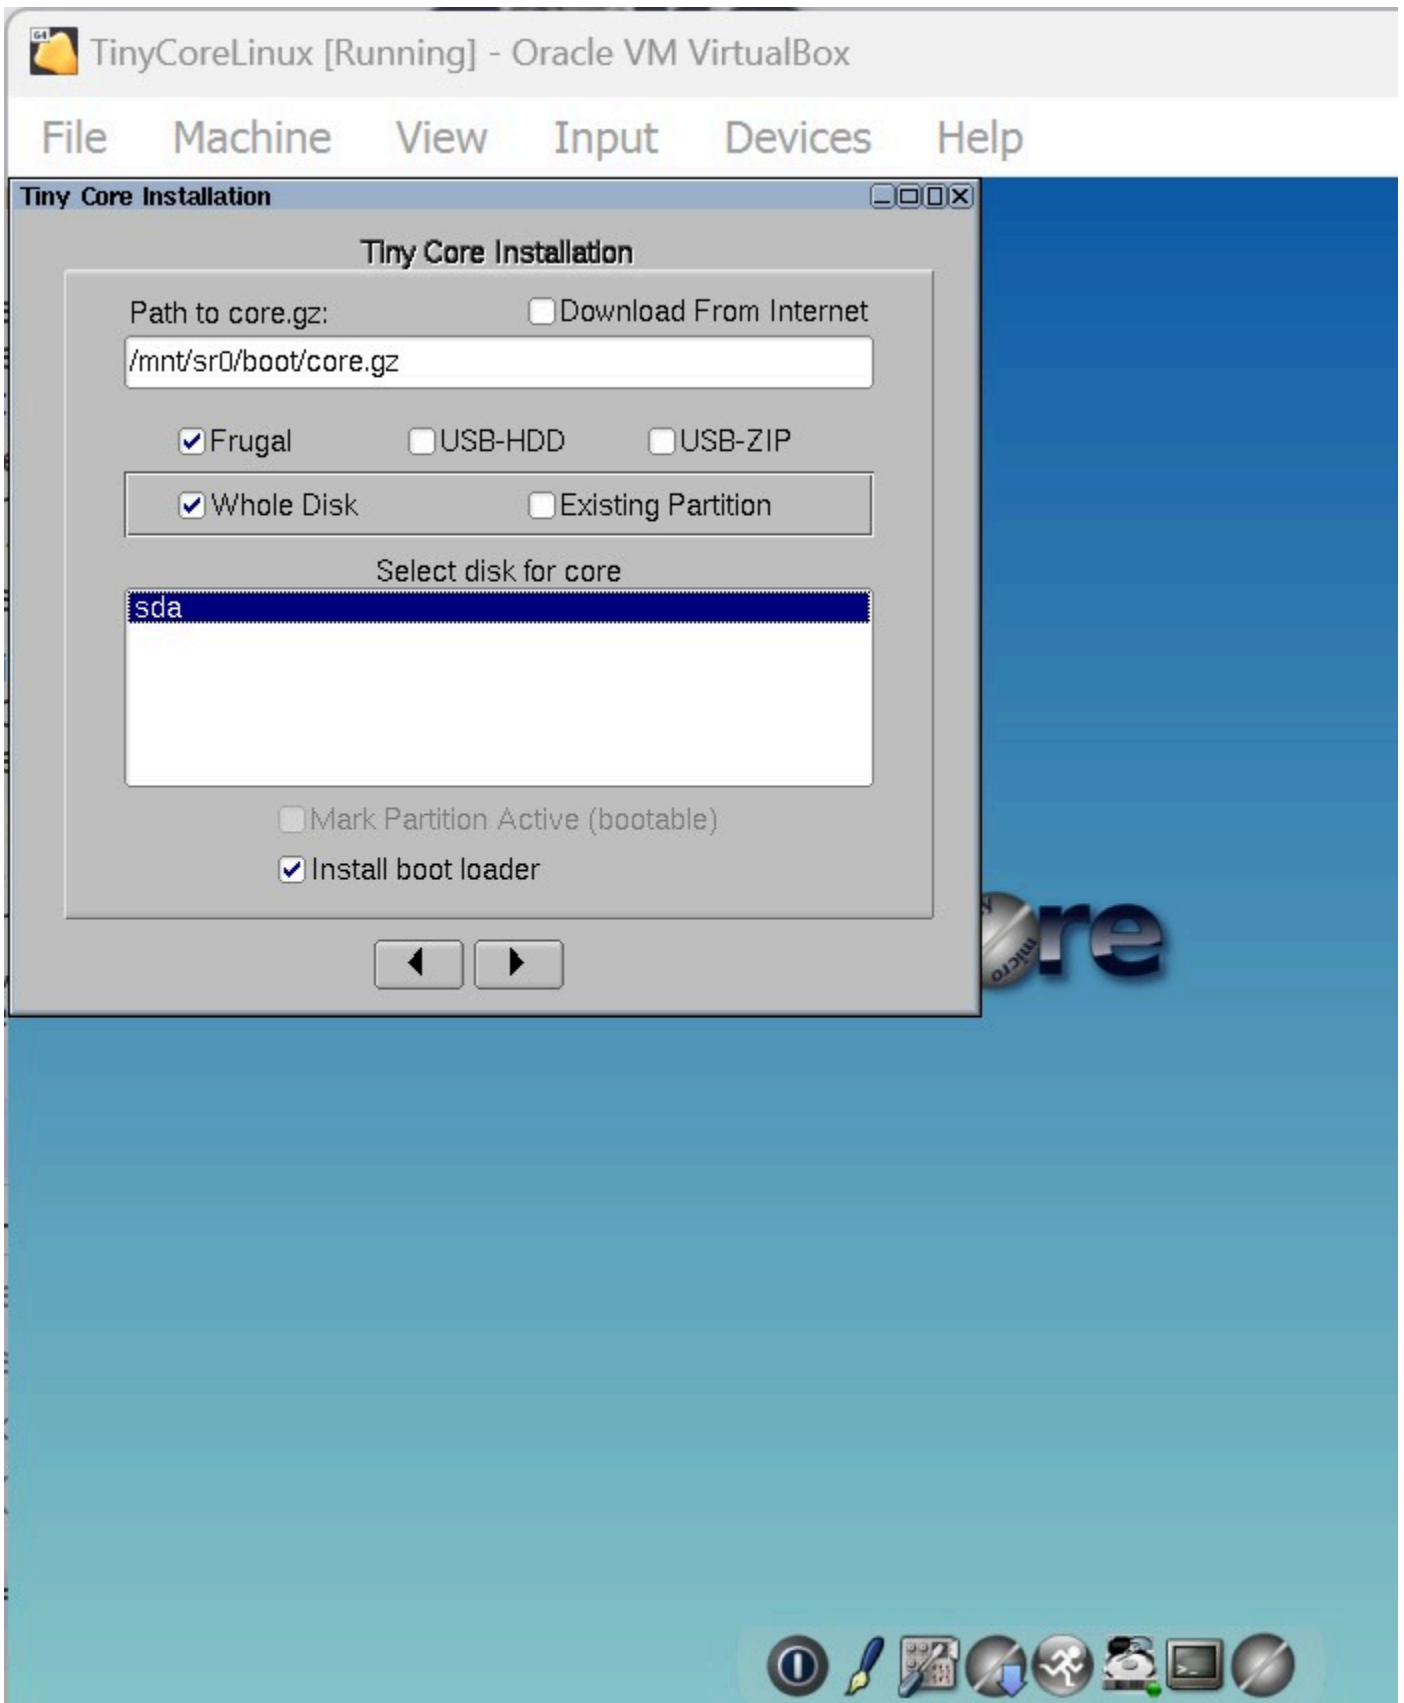 TinyCoreLinux [Running] - Oracle VM VirtualBox
File Machine View Input Devices Help
Tiny Core Installation
Tiny Core Installation
Path to core.gz: Download From Internet
/mnt/sr0/boot/core.gz
Frugal USB-HDD USB-ZIP
Whole Disk Existing Partition
Select disk for core
sda
Mark Partition Active (bootable)
Install boot loader
micro
re
64